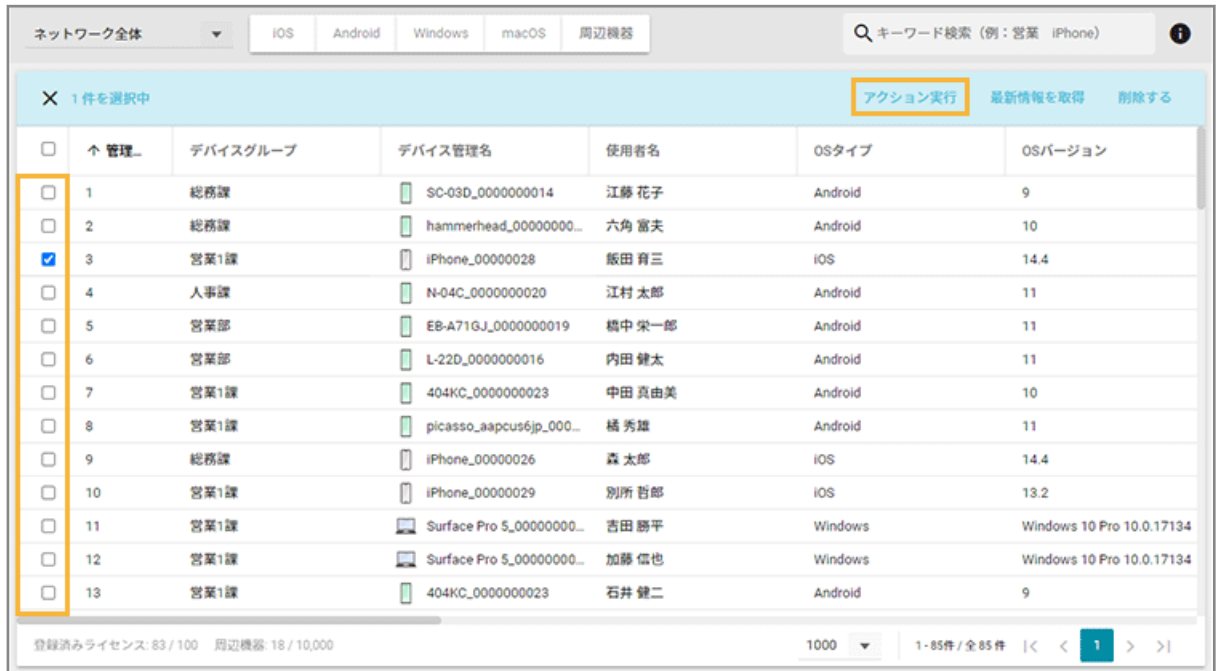 ネットワーク全体 iOS Android Windows macOS 周辺機器 キーワード検索（例：営業 iPhone）
1 件を選択中 アクション実行 最新情報を取得 削除する
管理... デバイスグループ デバイス管理名 使用者名 OSタイプ OSバージョン
1 総務課 SC-03D_0000000014 江藤 花子 Android 9
2 総務課 hammerhead_00000000... 六角 富夫 Android 10
3 営業1課 iPhone_00000028 飯田 育三 iOS 14.4
4 人事課 N-04C_0000000020 江村 太郎 Android 11
5 営業部 EB-A71GJ_0000000019 橋中 栄一郎 Android 11
6 営業部 L-22D_0000000016 内田 健太 Android 11
7 営業1課 404KC_0000000023 中田 真由美 Android 10
8 営業1課 picasso_aapcus6jp_000... 橘 秀雄 Android 11
9 総務課 iPhone_00000026 森 太郎 iOS 14.4
10 営業1課 iPhone_00000029 別所 哲郎 iOS 13.2
11 営業1課 Surface Pro 5_00000000... 吉田 勝平 Windows Windows 10 Pro 10.0.17134
12 営業1課 Surface Pro 5_00000000... 加藤 信也 Windows Windows 10 Pro 10.0.17134
13 営業1課 404KC_0000000023 石井 健二 Android 9
登録済みライセンス: 83 / 100 周辺機器: 18 / 10,000 1000 1 - 85件 / 全 85 件 1